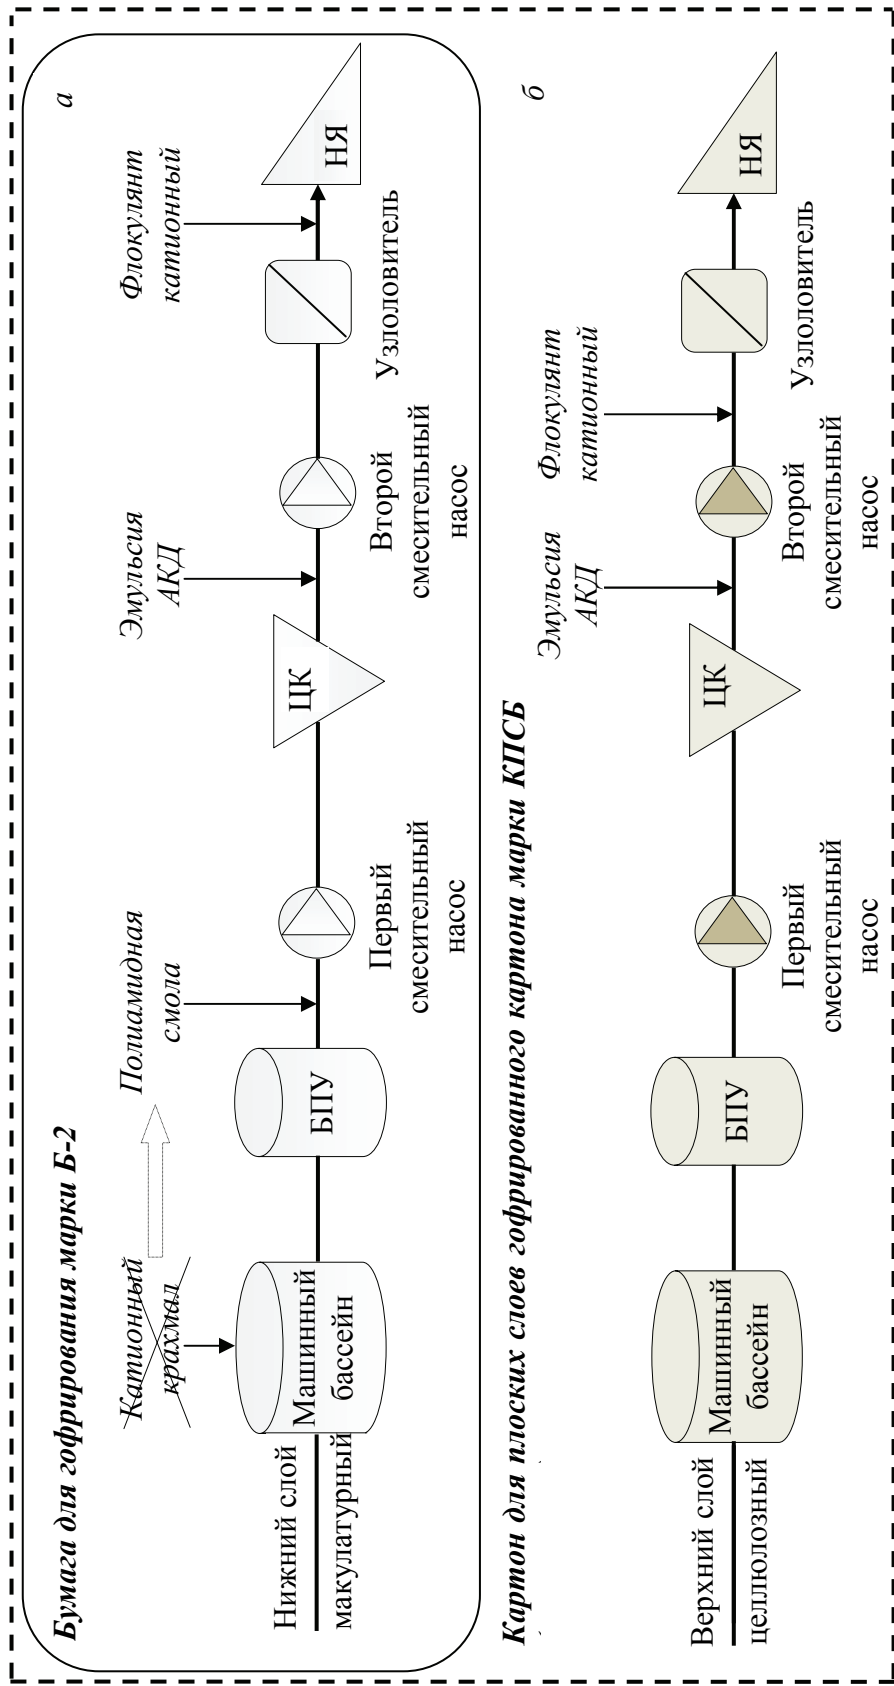 Бумага для гофрирования марки Б-2
а
Катионный
крахмал
Полиамидная
смола
Эмульсия
АКД
Флокулянт
катионный
Нижний слой
макулатурный
Машинный
бассейн
БПУ
Первый
смесительный
насос
ЦК
Второй
смесительный
насос
Узлоловитель
НЯ
Картон для плоских слоев гофрированного картона марки КПСБ
б
Эмульсия
АКД
Флокулянт
катионный
Верхний слой
целлюлозный
Машинный
бассейн
БПУ
Первый
смесительный
насос
ЦК
Второй
смесительный
насос
Узлоловитель
НЯ